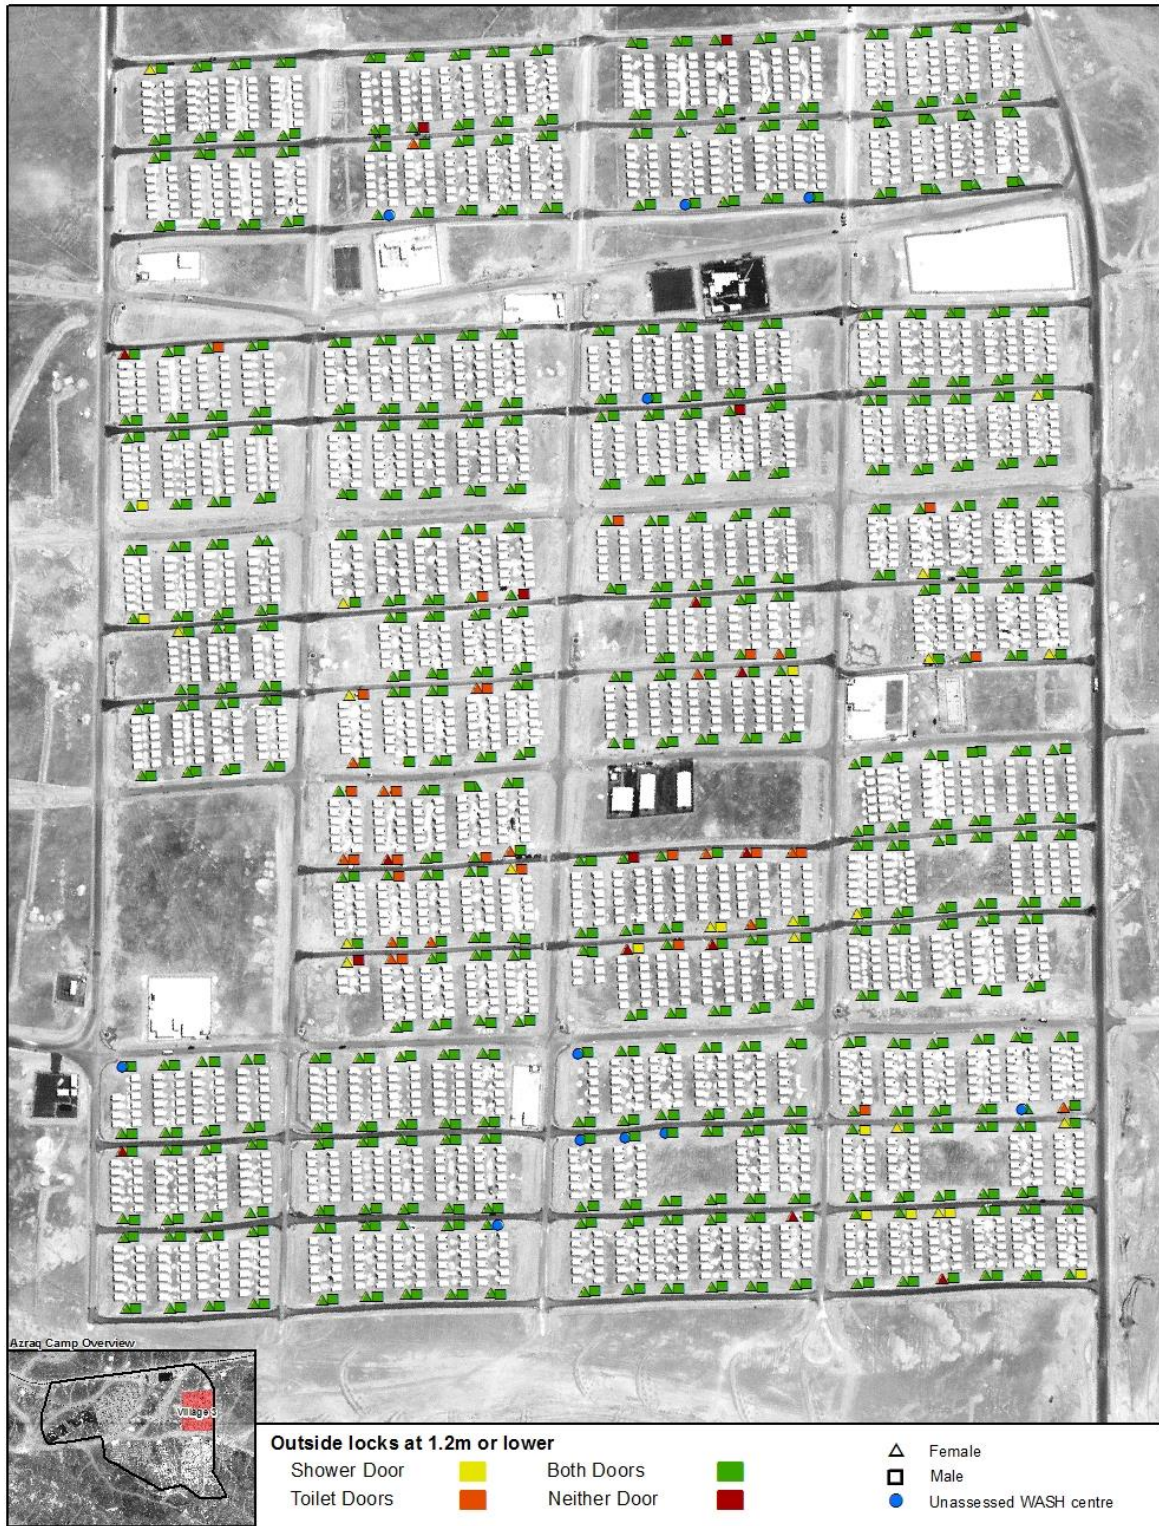 Azraq Camp Overview
Village 3
Outside locks at 1.2m or lower
Shower Door
Both Doors
Toilet Doors
Neither Door
Female
Male
Unassessed WASH centre